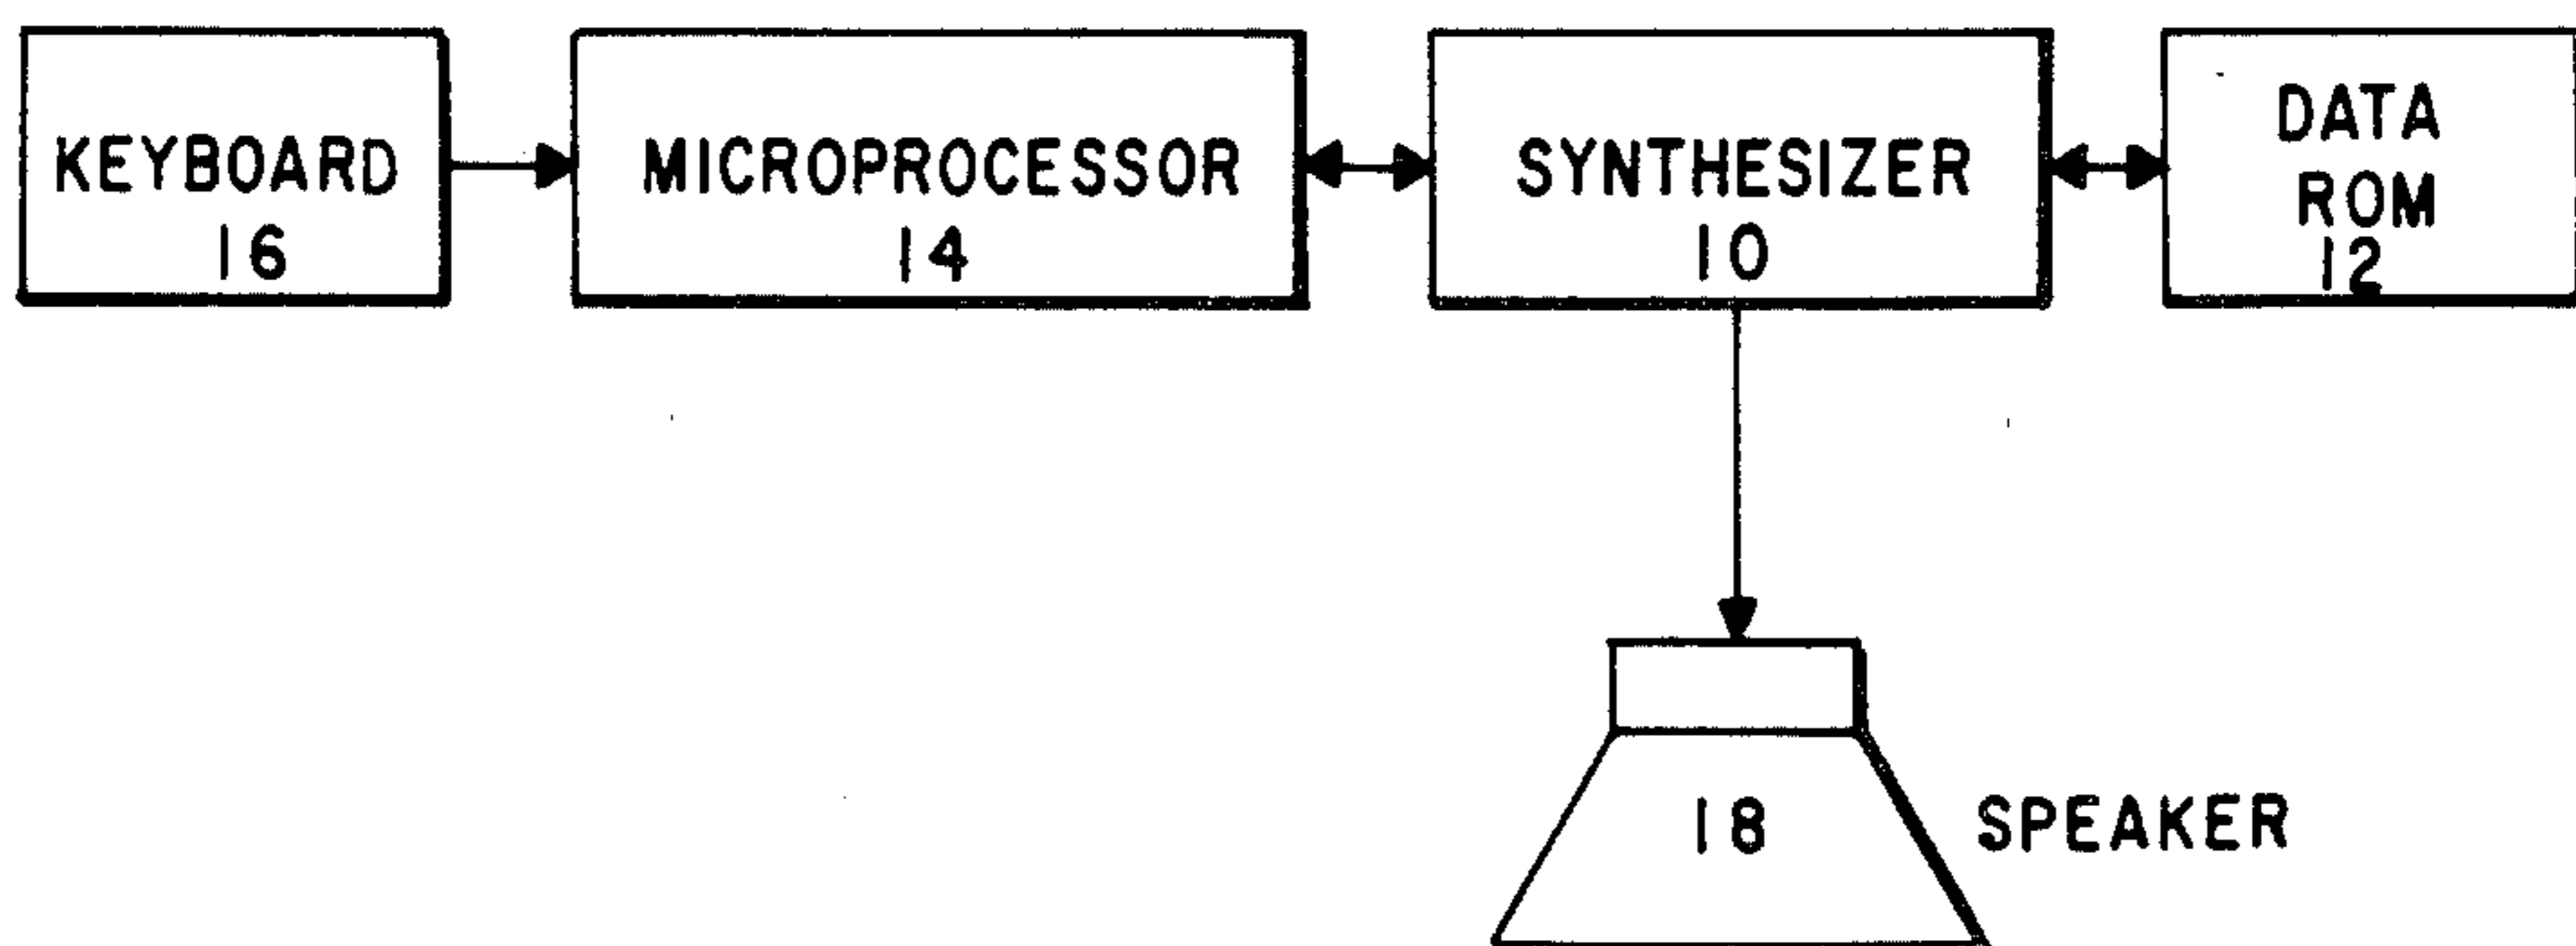 KEYBOARD
16
MICROPROCESSOR
14
SYNTHESIZER
10
DATA
ROM
12
18
SPEAKER